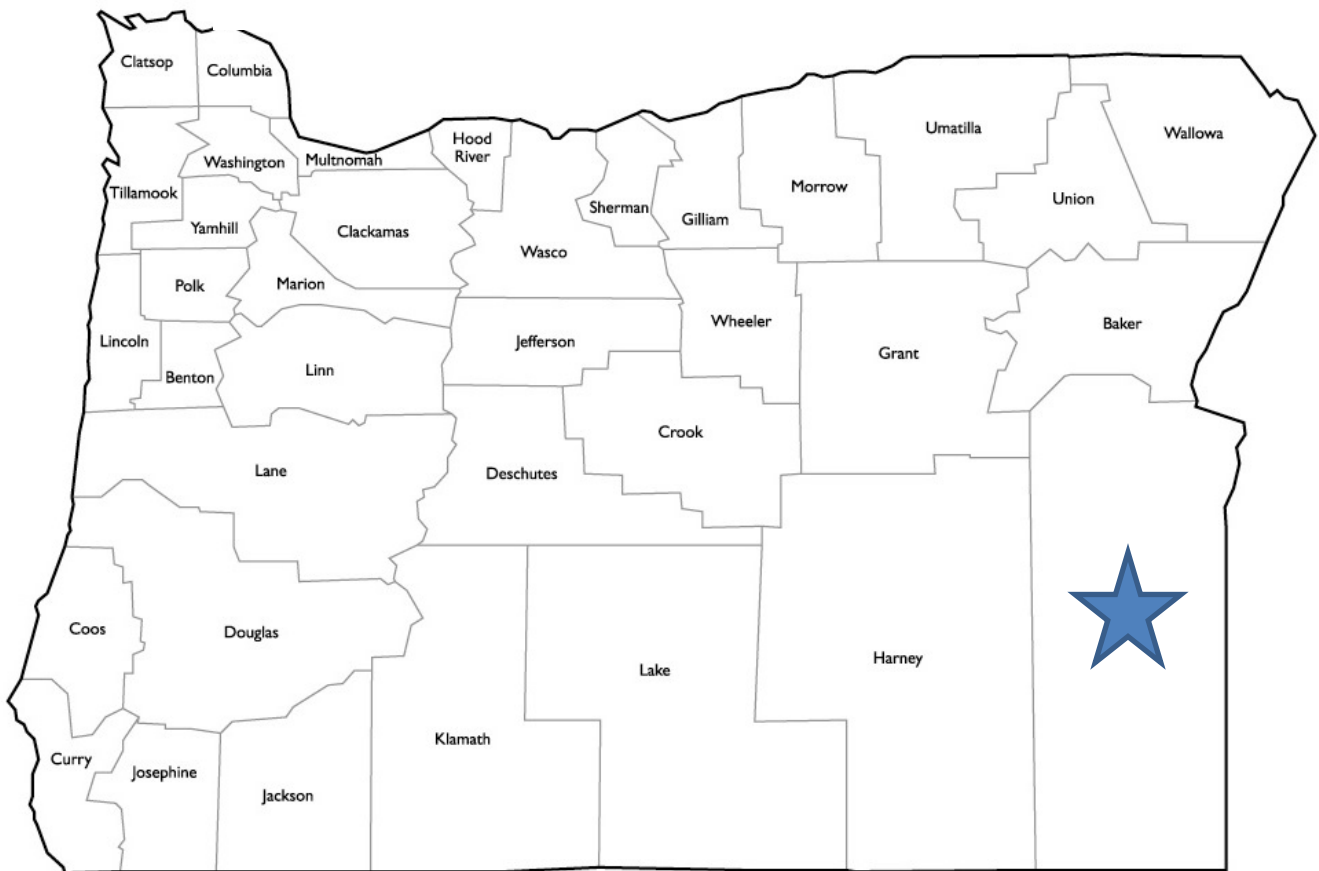 Clatsop
Columbia
Hood
River
Umatilla
Wallowa
Washington
Multnomah
Morrow
Tillamook
Union
Sherman
Gilliam
Yamhill
Clackamas
Wasco
Polk
Marion
Wheeler
Baker
Lincoln
Jefferson
Grant
Benton
Linn
Crook
Lane
Deschutes
Coos
Douglas
Harney
Lake
Klamath
Curry
Josephine
Jackson